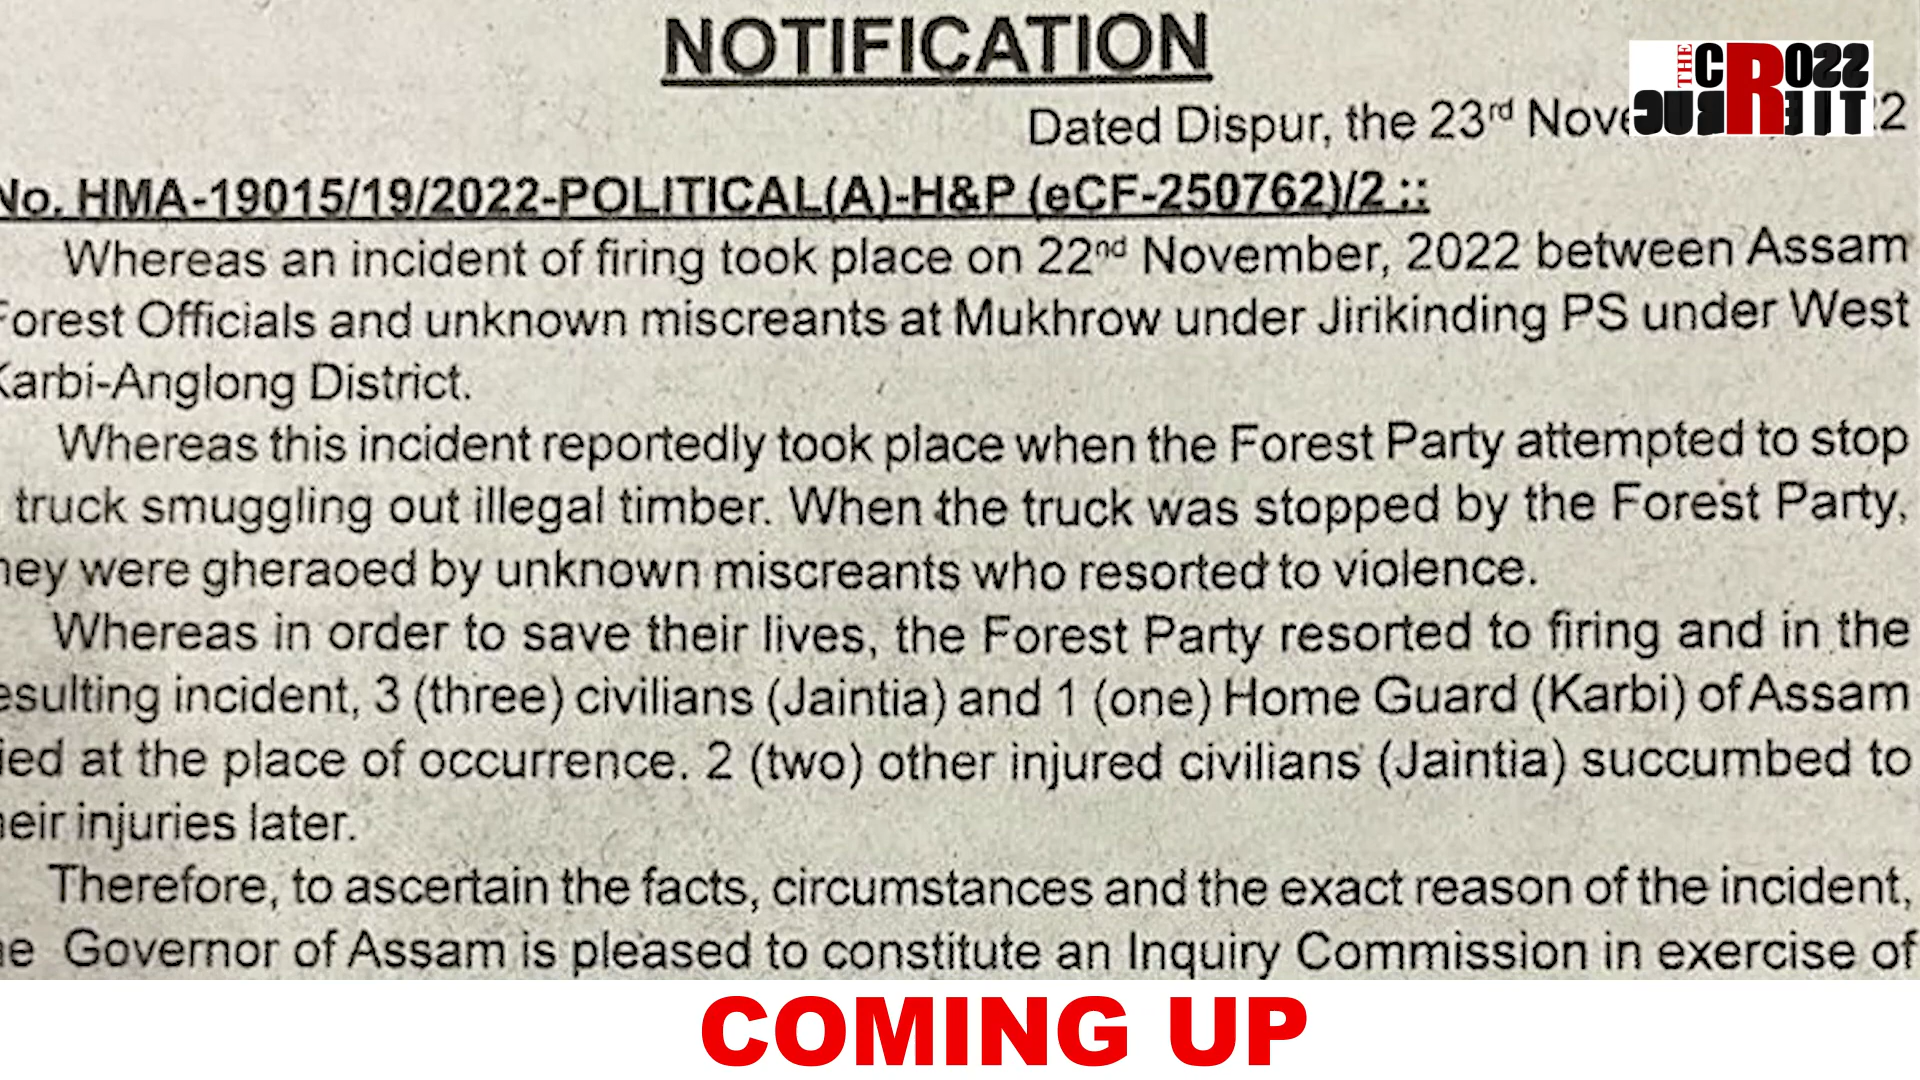 NOTIFICATION
THE CROSS CURRENT
Dated Dispur, the 23rd Nove 2
No. HMA-19015/19/2022-POLITICAL(A)-H&P (eCF-250762)/2 ::
Whereas an incident of firing took place on 22nd November, 2022 between Assam
Forest Officials and unknown miscreants at Mukhrow under Jirikinding PS under West
Karbi-Anglong District.
Whereas this incident reportedly took place when the Forest Party attempted to stop
truck smuggling out illegal timber. When the truck was stopped by the Forest Party,
hey were gheraoed by unknown miscreants who resorted to violence.
Whereas in order to save their lives, the Forest Party resorted to firing and in the
esulting incident, 3 (three) civilians (Jaintia) and 1 (one) Home Guard (Karbi) of Assam
ied at the place of occurrence. 2 (two) other injured civilians (Jaintia) succumbed to
heir injuries later.
Therefore, to ascertain the facts, circumstances and the exact reason of the incident,
he Governor of Assam is pleased to constitute an Inquiry Commission in exercise of
COMING UP